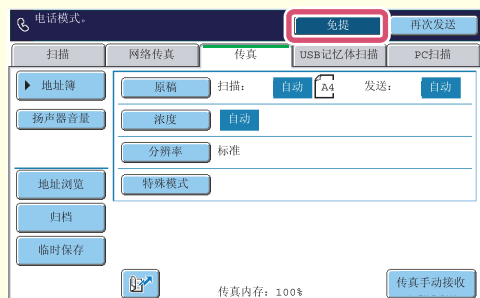 电话模式。
免提
再次发送
扫描
网络传真
传真
USB记忆体扫描
PC扫描
地址簿
原稿
扫描：
自动
A4
发送：
自动
扬声器音量
浓度
自动
分辨率
标准
地址浏览
特殊模式
归档
临时保存
传真内存：100%
传真手动接收